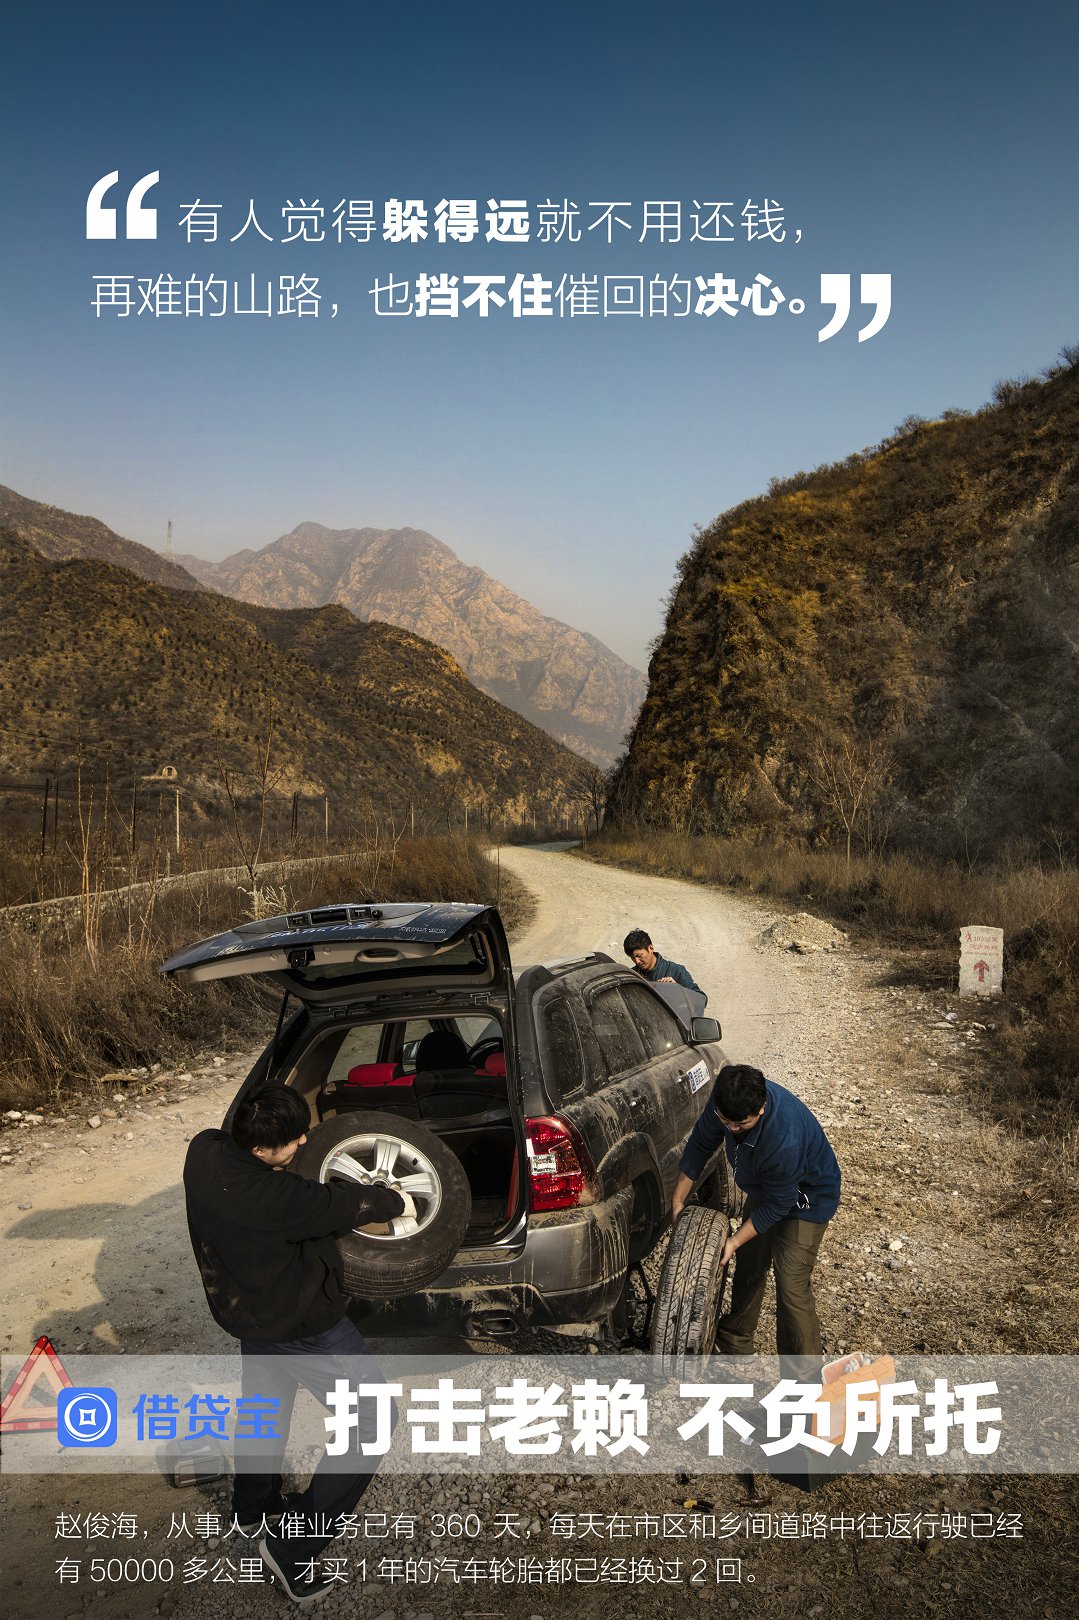 “有人觉得躲得远就不用还钱，
再难的山路，也挡不住催回的决心。”
借贷宝 打击老赖 不负所托
赵俊海，从事人人催业务已有 360 天，每天在市区和乡间道路中往返行驶已经
有 50000 多公里，才买 1 年的汽车轮胎都已经换过 2 回。